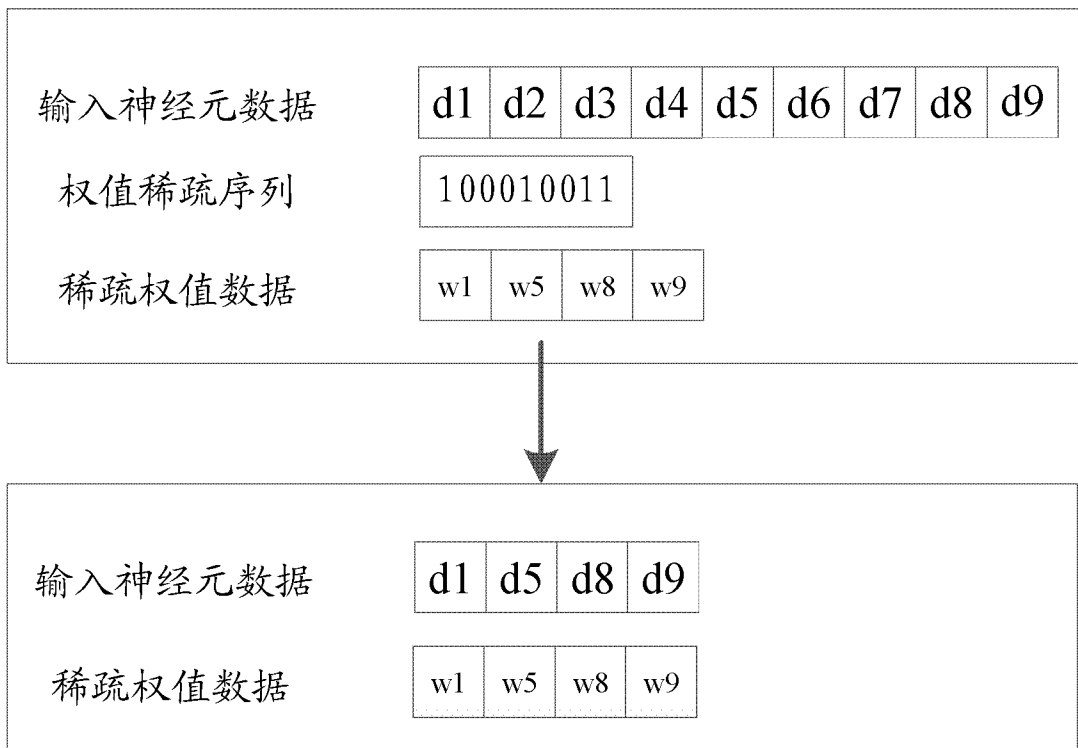 输入神经元数据 d1 d2 d3 d4 d5 d6 d7 d8 d9
权值稀疏序列 100010011
稀疏权值数据 w1 w5 w8 w9
输入神经元数据 d1 d5 d8 d9
稀疏权值数据 w1 w5 w8 w9